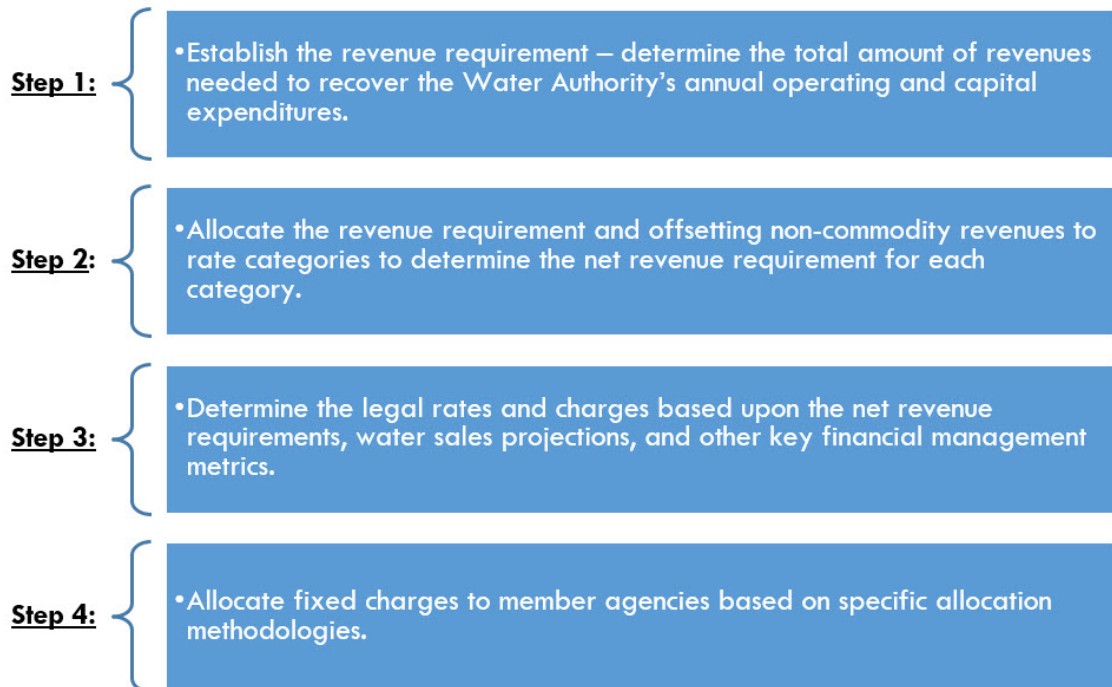 Step 1:
•Establish the revenue requirement – determine the total amount of revenues
needed to recover the Water Authority's annual operating and capital
expenditures.
Step 2:
•Allocate the revenue requirement and offsetting non-commodity revenues to
rate categories to determine the net revenue requirement for each
category.
Step 3:
•Determine the legal rates and charges based upon the net revenue
requirements, water sales projections, and other key financial management
metrics.
Step 4:
•Allocate fixed charges to member agencies based on specific allocation
methodologies.